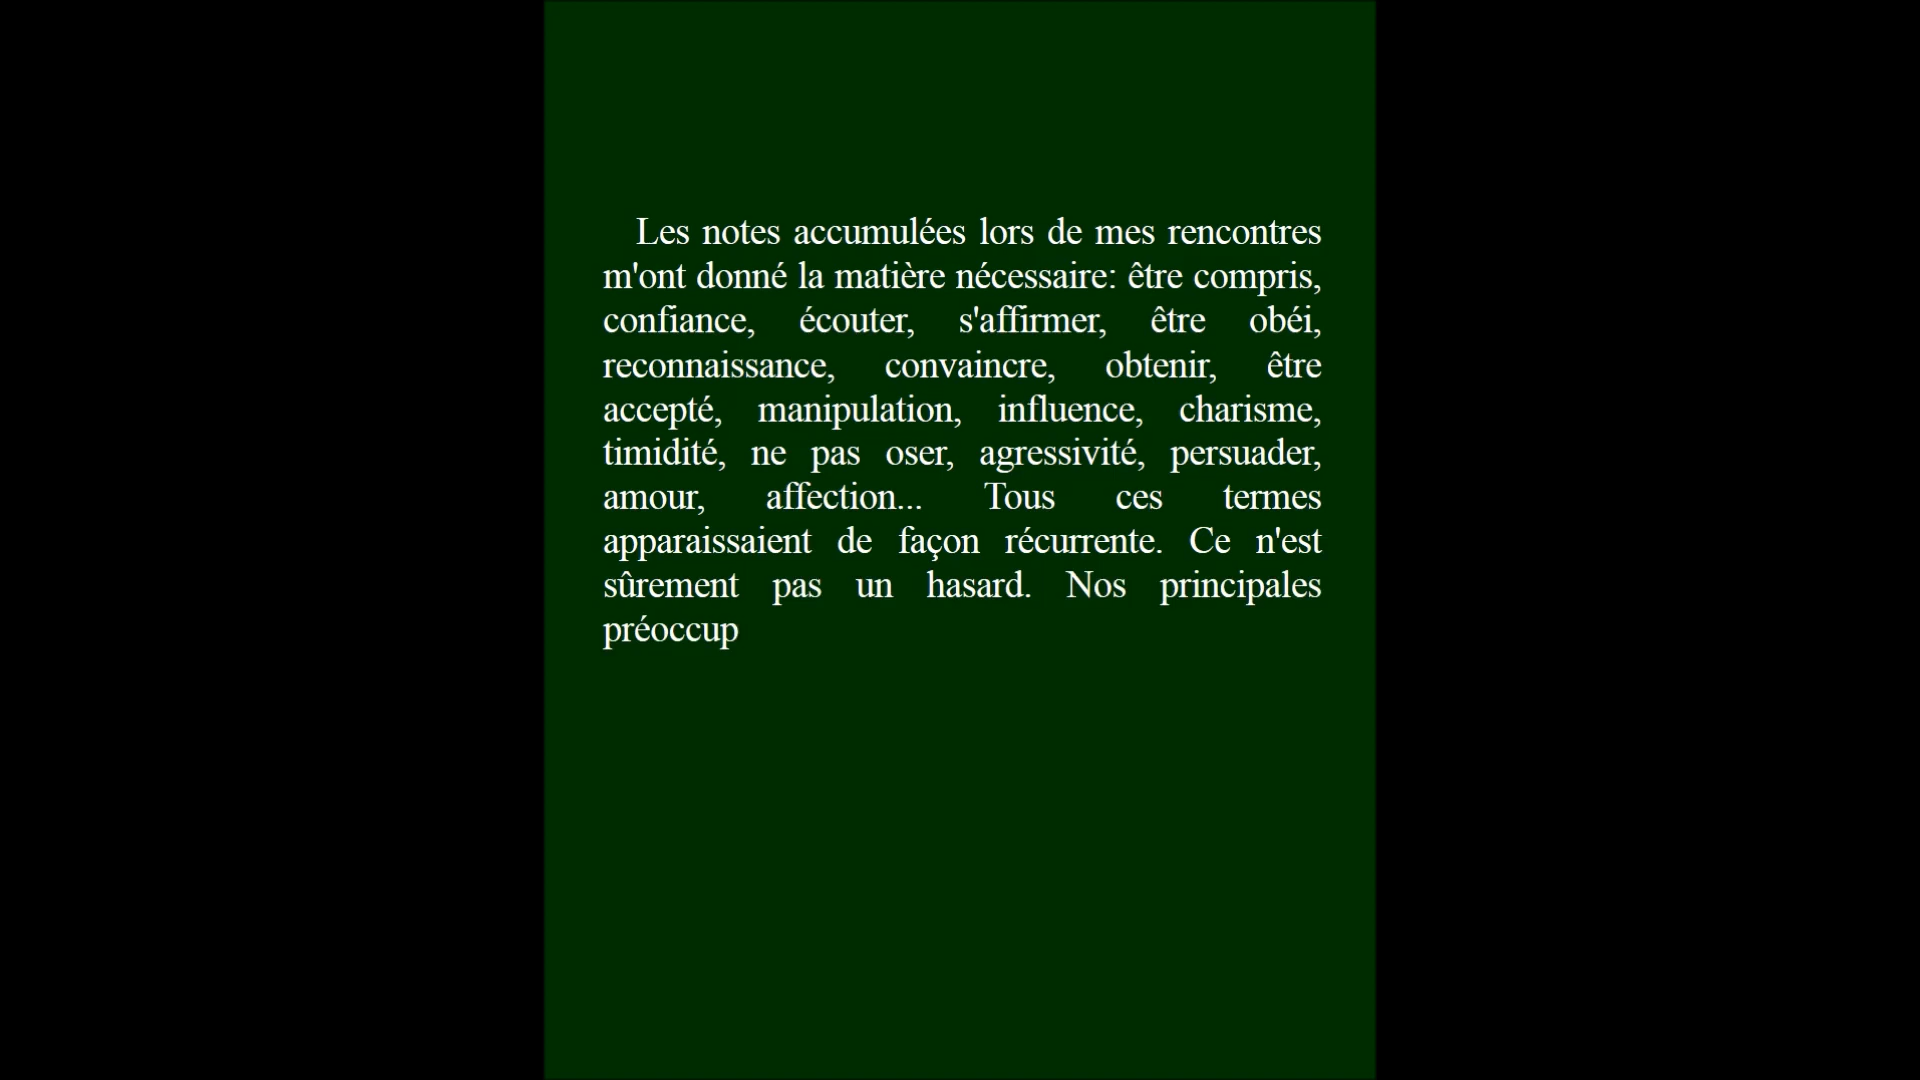 Les notes accumulées lors de mes rencontres
m'ont donné la matière nécessaire: être compris,
confiance, écouter, s'affirmer, être obéi,
reconnaissance, convaincre, obtenir, être
accepté, manipulation, influence, charisme,
timidité, ne pas oser, agressivité, persuader,
amour, affection... Tous ces termes
apparaissaient de façon récurrente. Ce n'est
sûrement pas un hasard. Nos principales
préoccup